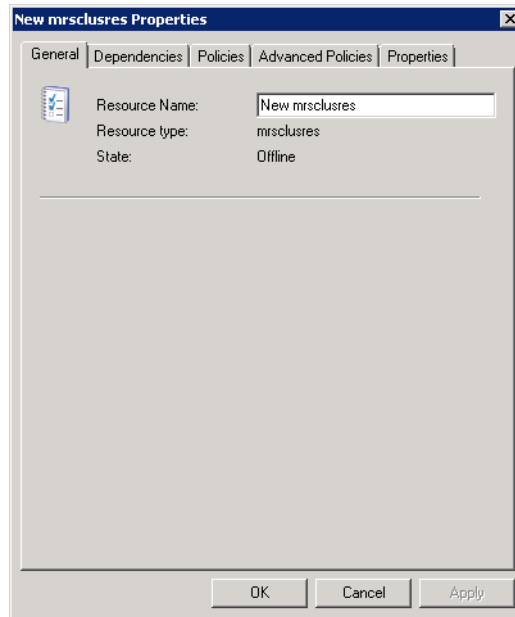 New mrsclusres Properties
General Dependencies Policies Advanced Policies Properties
Resource Name: New mrsclusres
Resource type: mrsclusres
State: Offline
OK Cancel Apply